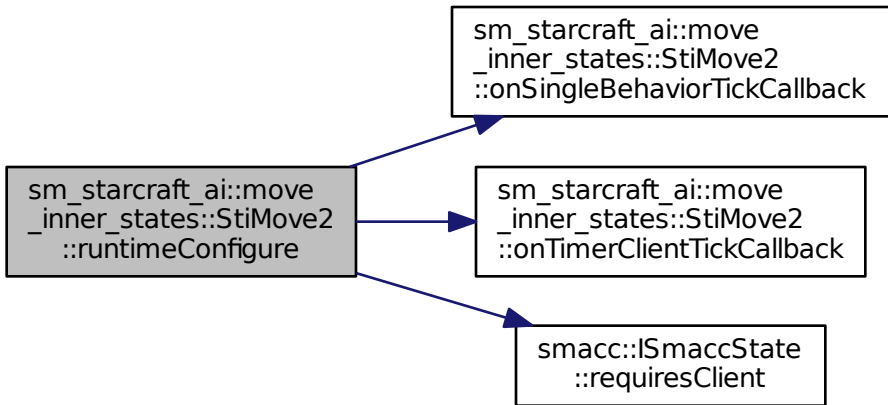 sm_starcraft_ai::move
_inner_states::StiMove2
::onSingleBehaviorTickCallback
sm_starcraft_ai::move
_inner_states::StiMove2
::runtimeConfigure
sm_starcraft_ai::move
_inner_states::StiMove2
::onTimerClientTickCallback
smacc::ISmaccState
::requiresClient